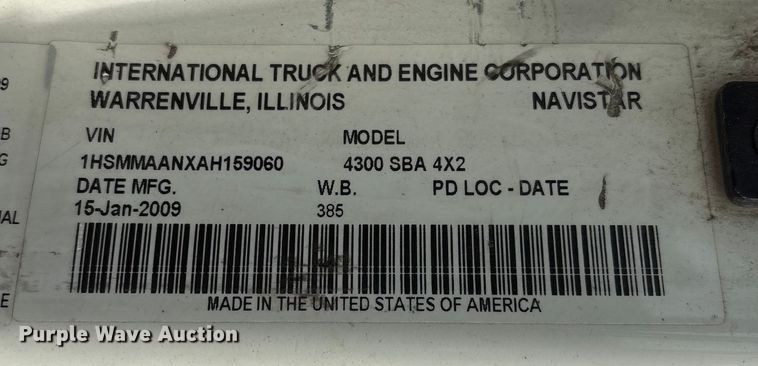 INTERNATIONAL TRUCK AND ENGINE CORPORATION
WARRENVILLE, ILLINOIS NAVISTAR
VIN MODEL
1HSMMAANXAH159060 4300 SBA 4X2
DATE MFG. W.B. PD LOC - DATE
15-Jan-2009 385
MADE IN THE UNITED STATES OF AMERICA
Purple Wave Auction